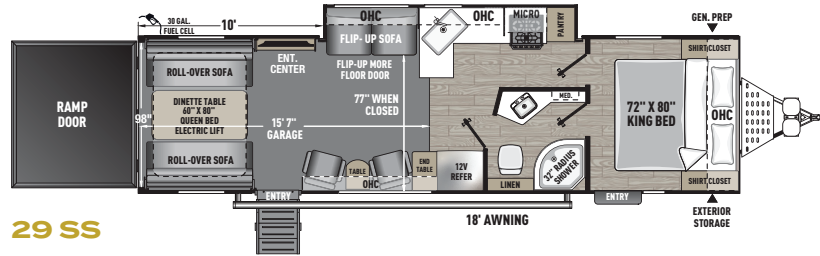 30 GAL.
FUEL CELL
10'
OHC
OHC
MICRO
PANTRY
GEN. PREP
SHIRT CLOSET
ROLL-OVER SOFA
ENT.
CENTER
FLIP- UP SOFA
FLIP-UP MORE
FLOOR DOOR
RAMP
DOOR
98"
DINETTE TABLE
60" X 80"
QUEEN BED
ELECTRIC LIFT
15' 7"
GARAGE
77" WHEN
CLOSED
MED.
72" X 80"
KING BED
OHC
ROLL-OVER SOFA
TABLE
OHC
END
TABLE
12V
REFER
LINEN
32" RADIUS
SHOWER
SHIRT CLOSET
ENTRY
ENTRY
18' AWNING
EXTERIOR
STORAGE
29 SS